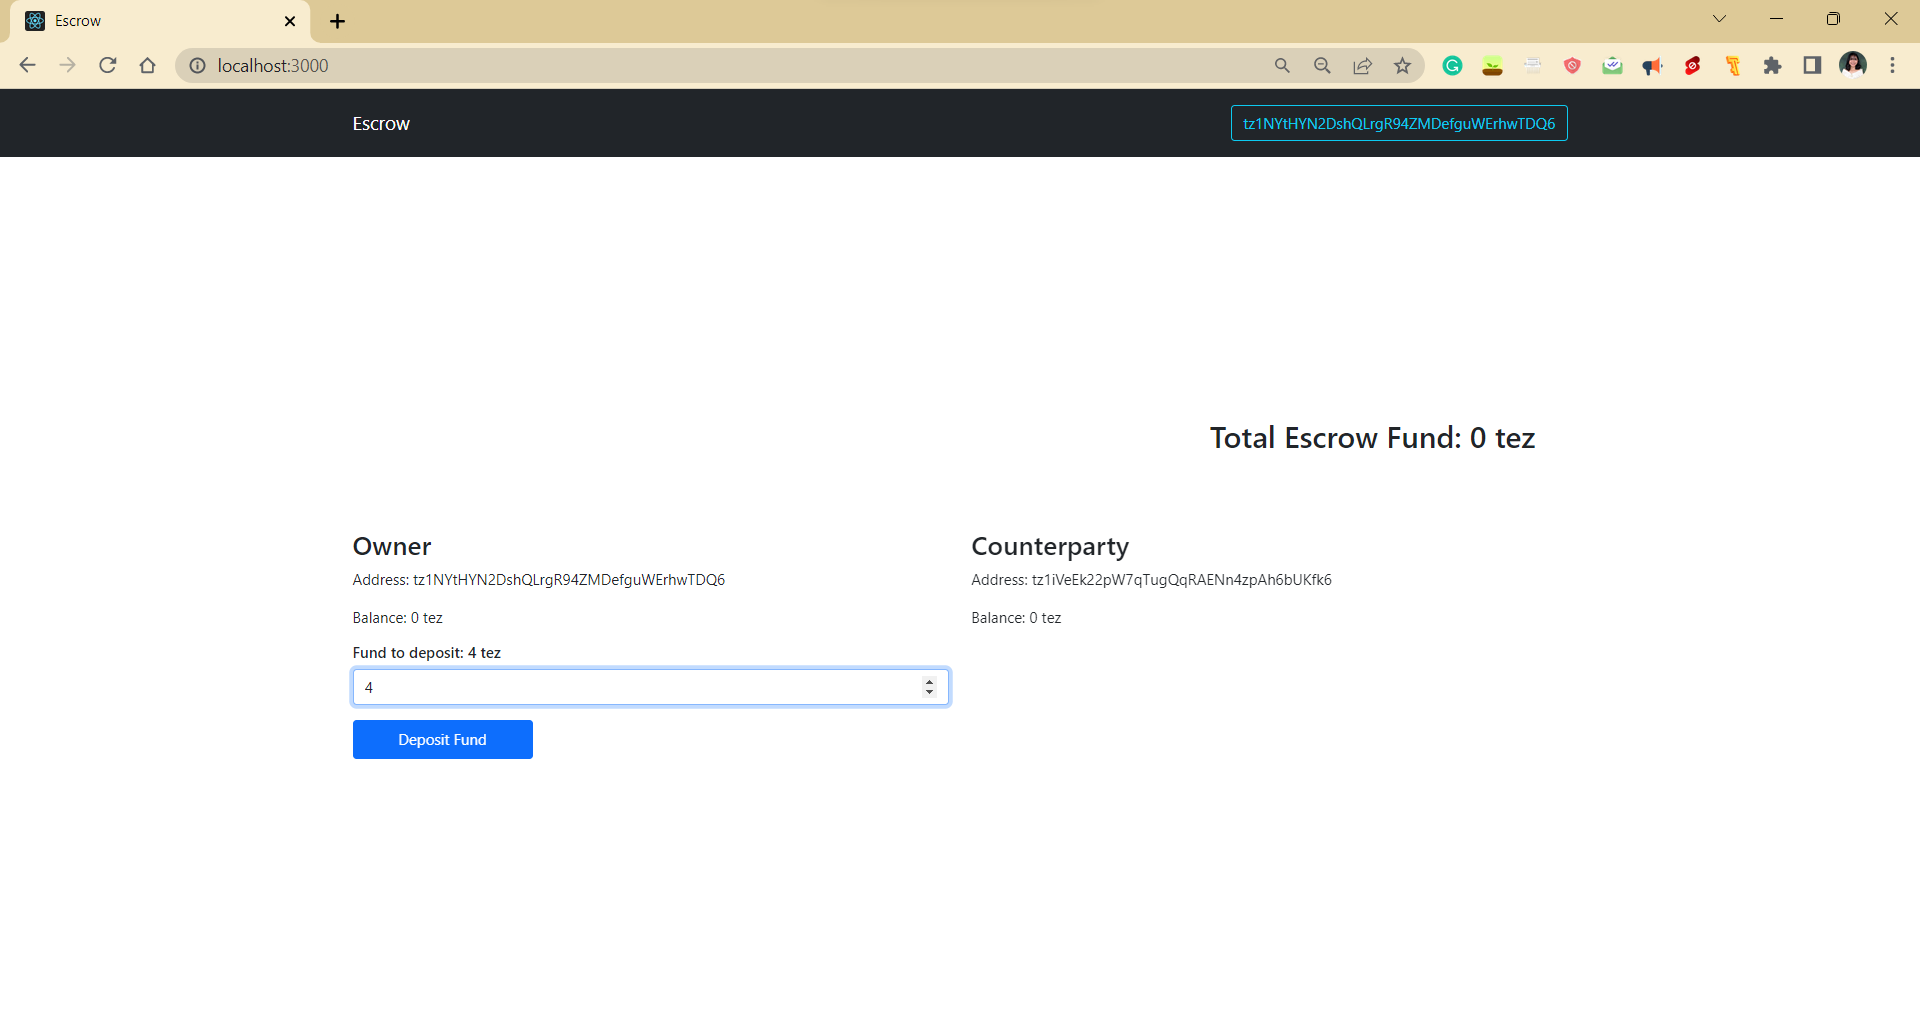 Escrow
localhost:3000
Escrow
tz1NYtHYN2DshQLrgR94ZMDefguWErhwTDQ6
Total Escrow Fund: 0 tez
Owner
Address: tz1NYtHYN2DshQLrgR94ZMDefguWErhwTDQ6
Balance: 0 tez
Fund to deposit: 4 tez
4
Deposit Fund
Counterparty
Address: tz1iVeEk22pW7qTugQqRAENn4zpAh6bUKfk6
Balance: 0 tez